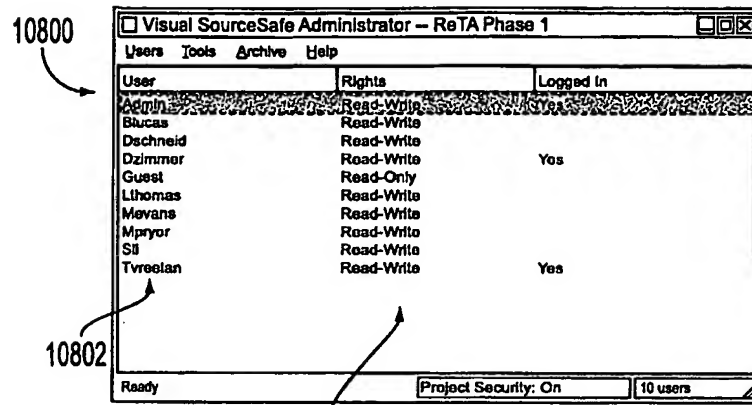 10800
Visual SourceSafe Administrator – ReTA Phase 1
Users Tools Archive Help
User Rights Logged In
Admin Read-Write Yes
Blucas Read-Write
Dschneid Read-Write
Dzimmer Read-Write Yes
Guest Read-Only
Lthomas Read-Write
Mevans Read-Write
Mpryor Read-Write
Read-Write
Tvreelan Read-Write Yes
10802
Ready Project Security: On 10 users